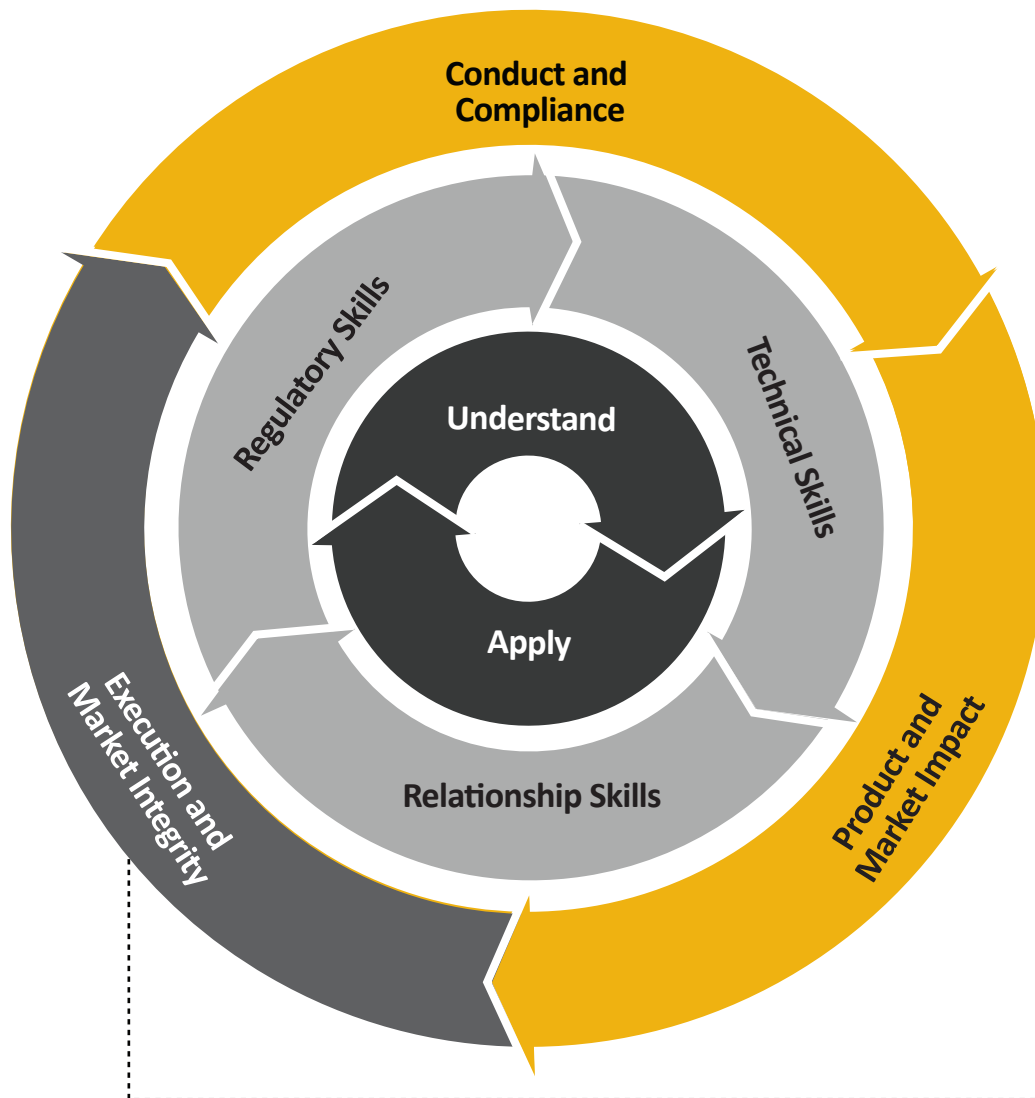 Conduct and
Compliance
Regulatory Skills
Technical Skills
Understand
Apply
Relationship Skills
Execution and
Market Integrity
Product and
Market Impact